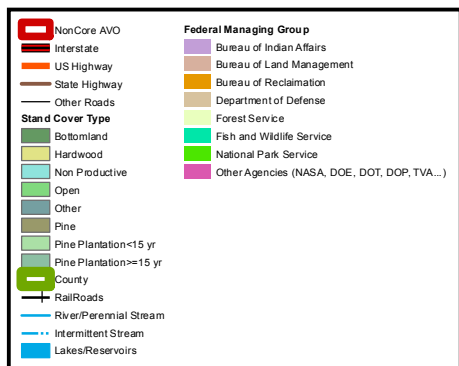 NonCore AVO
Interstate
US Highway
State Highway
Other Roads
Stand Cover Type
Bottomland
Hardwood
Non Productive
Open
Other
Pine
Pine Plantation<15 yr
Pine Plantation>=15 yr
County
RailRoads
River/Perennial Stream
Intermittent Stream
Lakes/Reservoirs
Federal Managing Group
Bureau of Indian Affairs
Bureau of Land Management
Bureau of Reclamation
Department of Defense
Forest Service
Fish and Wildlife Service
National Park Service
Other Agencies (NASA, DOE, DOT, DOP, TVA...)